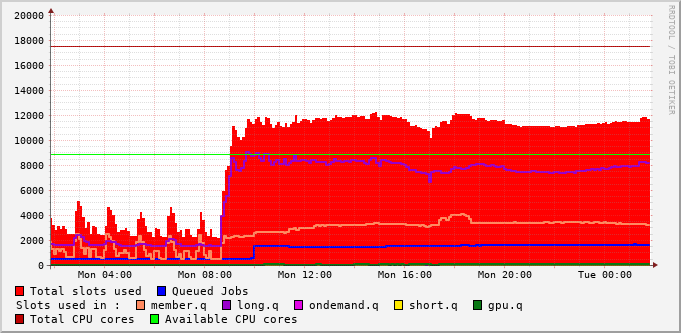 20000
18000
16000
14000
12000
10000
8000
6000
4000
2000
0
Mon 04:00 Mon 08:00 Mon 12:00 Mon 16:00 Mon 20:00 Tue 00:00
RRDTOOL / TOBI OETIKER
Total slots used Queued Jobs
Slots used in : member.q long.q ondemand.q short.q gpu.q
Total CPU cores Available CPU cores